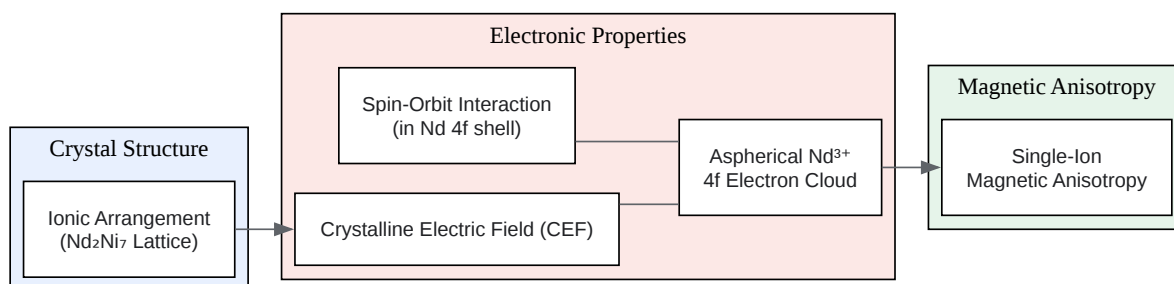 Electronic Properties
Spin-Orbit Interaction
(in Nd 4f shell)
Magnetic Anisotropy
Crystal Structure
Aspherical Nd³⁺
4f Electron Cloud
Single-Ion
Magnetic Anisotropy
Ionic Arrangement
(Nd₂Ni₇ Lattice)
Crystalline Electric Field (CEF)